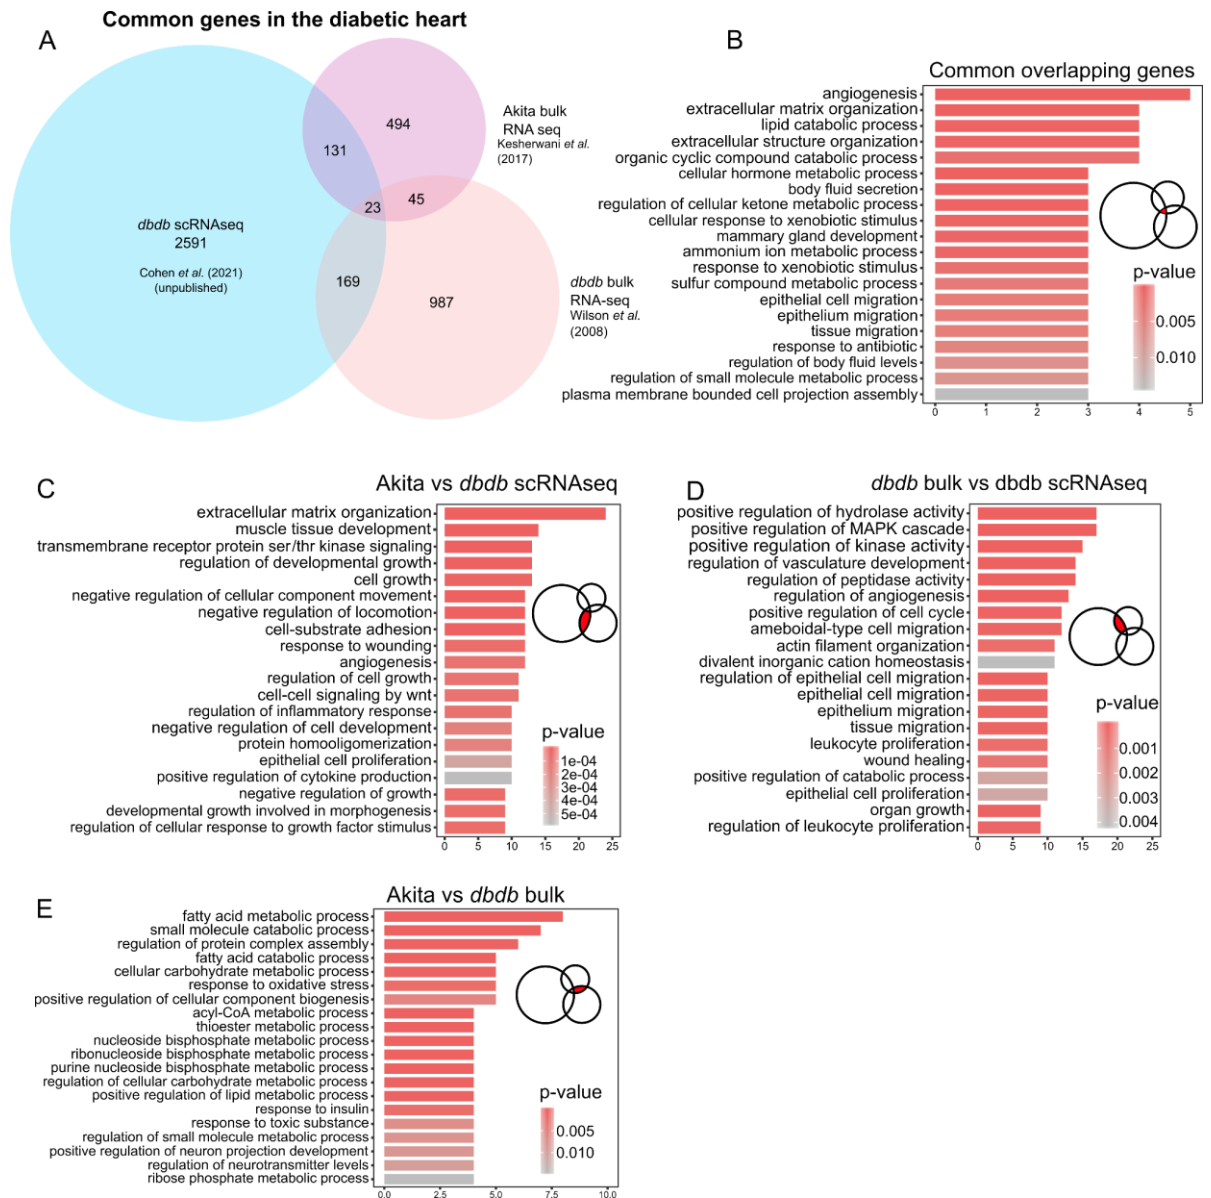 Common genes in the diabetic heart
A
494
131
23
45
169
987
dbdb scRNAseq
2591
Cohen et al. (2021)
(unpublished)
Akita bulk
RNA seq
Kesherwani et al.
(2017)
dbdb bulk
RNA-seq
Wilson et al.
(2008)
B
Common overlapping genes
angiogenesis
extracellular matrix organization
lipid catabolic process
extracellular structure organization
organic cyclic compound catabolic process
cellular hormone metabolic process
body fluid secretion
regulation of cellular ketone metabolic process
cellular response to xenobiotic stimulus
mammary gland development
ammonium ion metabolic process
response to xenobiotic stimulus
sulfur compound metabolic process
epithelial cell migration
epithelium migration
tissue migration
response to antibiotic
regulation of body fluid levels
regulation of small molecule metabolic process
plasma membrane bounded cell projection assembly
0 1 2 3 4 5
p-value
0.005
0.010
C
Akita vs dbdb scRNAseq
extracellular matrix organization
muscle tissue development
transmembrane receptor protein ser/thr kinase signaling
regulation of developmental growth
cell growth
negative regulation of cellular component movement
negative regulation of locomotion
cell-substrate adhesion
response to wounding
angiogenesis
regulation of cell growth
cell-cell signaling by wnt
regulation of inflammatory response
negative regulation of cell development
protein homooligomerization
epithelial cell proliferation
positive regulation of cytokine production
negative regulation of growth
developmental growth involved in morphogenesis
regulation of cellular response to growth factor stimulus
0 5 10 15 20 25
p-value
1e-04
2e-04
3e-04
4e-04
5e-04
D
dbdb bulk vs dbdb scRNAseq
positive regulation of hydrolase activity
positive regulation of MAPK cascade
positive regulation of kinase activity
regulation of vasculature development
regulation of peptidase activity
regulation of angiogenesis
positive regulation of cell cycle
ameboidal-type cell migration
actin filament organization
divalent inorganic cation homeostasis
regulation of epithelial cell migration
epithelial cell migration
epithelium migration
tissue migration
leukocyte proliferation
wound healing
positive regulation of catabolic process
epithelial cell proliferation
organ growth
regulation of leukocyte proliferation
0 5 10 15 20 25
p-value
0.001
0.002
0.003
0.004
E
Akita vs dbdb bulk
fatty acid metabolic process
small molecule catabolic process
regulation of protein complex assembly
fatty acid catabolic process
cellular carbohydrate metabolic process
response to oxidative stress
positive regulation of cellular component biogenesis
acyl-CoA metabolic process
thioester metabolic process
nucleoside bisphosphate metabolic process
ribonucleoside bisphosphate metabolic process
purine nucleoside bisphosphate metabolic process
regulation of cellular carbohydrate metabolic process
positive regulation of lipid metabolic process
response to insulin
response to toxic substance
regulation of small molecule metabolic process
positive regulation of neuron projection development
regulation of neurotransmitter levels
ribose phosphate metabolic process
0.0 2.5 5.0 7.5 10.0
p-value
0.005
0.010